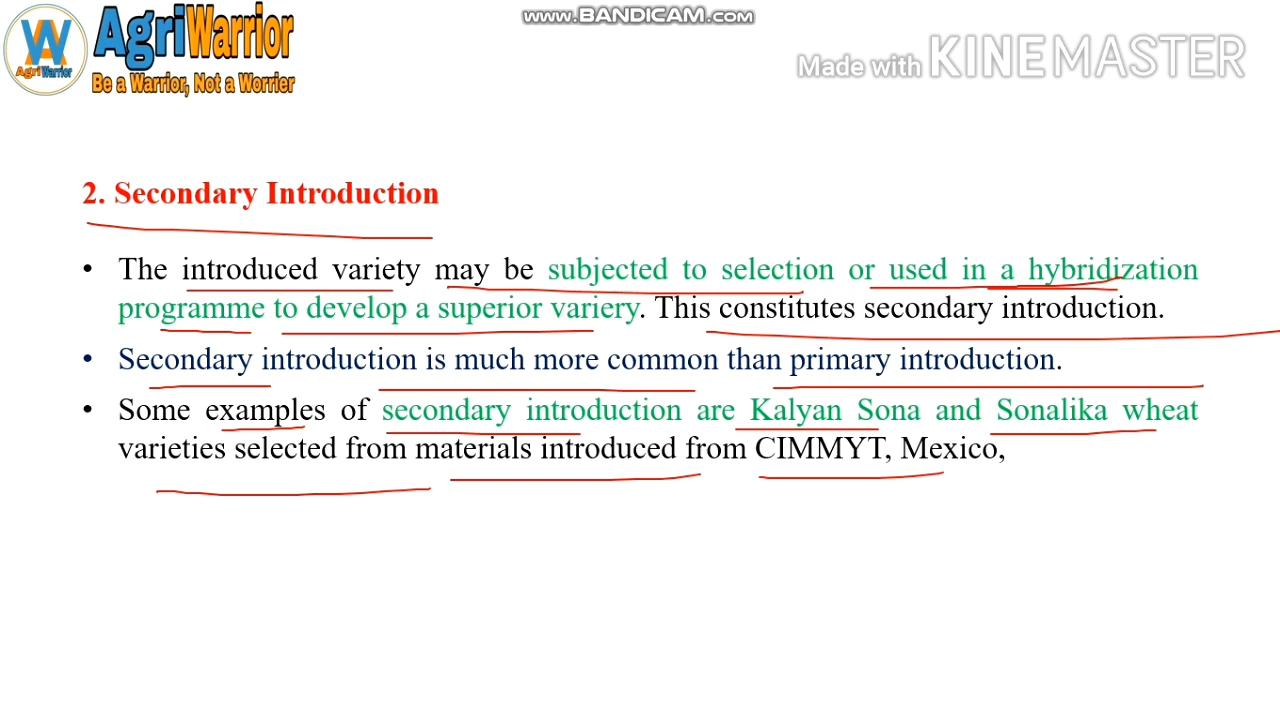 www.BANDICAM.com
AgriWarrior
AgriWarrior
Be a Warrior, Not a Worrier
Made with KINEMASTER
2. Secondary Introduction
• The introduced variety may be subjected to selection or used in a hybridization
programme to develop a superior variery. This constitutes secondary introduction.
• Secondary introduction is much more common than primary introduction.
• Some examples of secondary introduction are Kalyan Sona and Sonalika wheat
varieties selected from materials introduced from CIMMYT, Mexico,